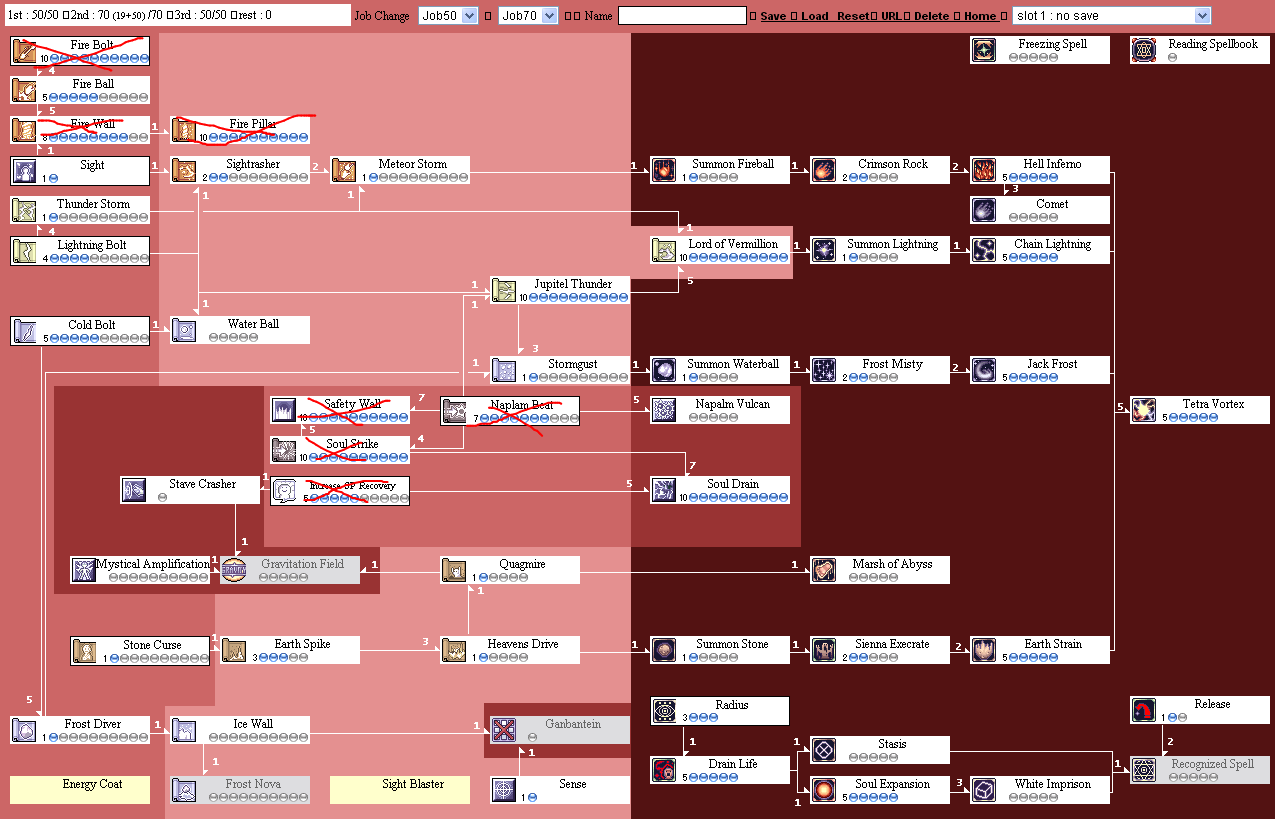 1st : 50/50 □2nd : 70 (19+50) /70 □3rd : 50/50 □rest : 0 Job Change Job50 □ Job70 □□ Name □ Save □ Load Reset□ URL□ Delete □ Home □ slot 1 : no save
Fire Bolt Freezing Spell Reading Spellbook
10
4
Fire Ball
5
5
Fire Wall 1 Fire Pillar
8 10
1
Sight 1 Sightrasher 2 Meteor Storm 1 Summon Fireball 1 Crimson Rock 2 Hell Inferno
1 2 1 1 2 5
1 1 3
Thunder Storm Comet
1
4 1
Lightning Bolt Lord of Vermillion 1 Summon Lightning 1 Chain Lightning
4 10 1 5
1 Jupitel Thunder 5
1 10
1
Cold Bolt 1 Water Ball
5
3
1 Stormgust 1 Summon Waterball 1 Frost Misty 2 Jack Frost
1 1 2 5
Safety Wall 7 Naplam Beat 5 Napalm Vulcan 5 Tetra Vortex
10 7 5
5
Soul Strike 4
10
7
Stave Crasher 1 Increase SP Recovery 5 Soul Drain
5 10
1
Mystical Amplification 1 Gravitation Field 1 Quagmire 1 Marsh of Abyss
GRAVITY 1
1
Stone Curse 1 Earth Spike 3 Heavens Drive 1 Summon Stone 1 Sienna Execrate 2 Earth Strain
1 3 1 1 2 5
5
Radius Release
3 1
Frost Diver 1 Ice Wall 1 Ganbantein
1
1 1 Stasis 2
1 1 Drain Life 1 Recognized Spell
5
Energy Coat Frost Nova Sight Blaster Sense Soul Expansion 3 White Imprison
1 5
1